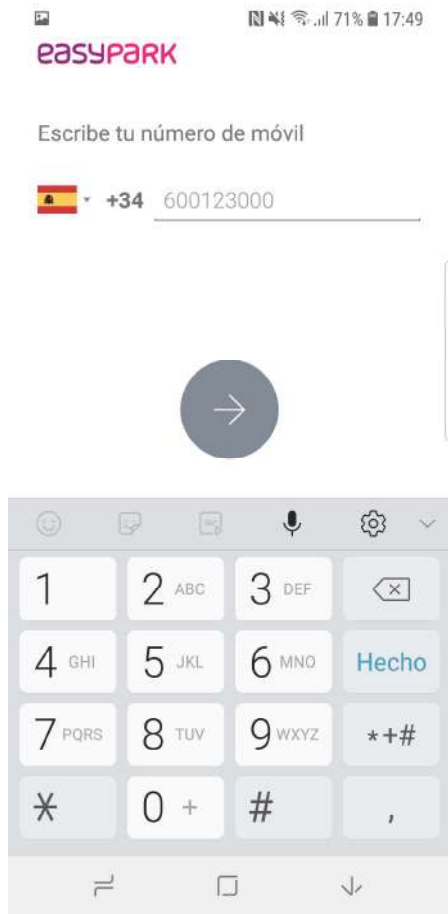 71% 17:49
easypark
Escribe tu número de móvil
+34 600123000
1 2 ABC 3 DEF
4 GHI 5 JKL 6 MNO Hecho
7 PQRS 8 TUV 9 WXYZ *+#
* 0 + # ,